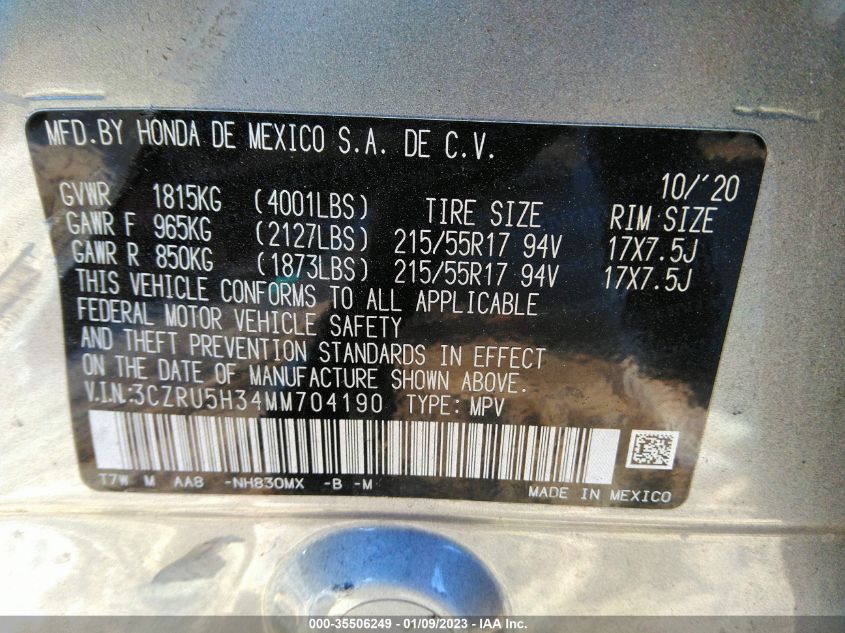 MFD.BY HONDA DE MEXICO S.A. DE C.V.
10/'20
GVWR 1815KG (4001LBS) TIRE SIZE RIM SIZE
GAWR F 965KG (2127LBS) 215/55R17 94V 17X7.5J
GAWR R 850KG (1873LBS) 215/55R17 94V 17X7.5J
THIS VEHICLE CONFORMS TO ALL APPLICABLE
FEDERAL MOTOR VEHICLE SAFETY
AND THEFT PREVENTION STANDARDS IN EFFECT
ON THE DATE OF MANUFACTURE SHOWN ABOVE.
V.I.N:3CZRU5H34MM704190 TYPE: MPV
T7W M AA8 -NH830MX -B -M
MADE IN MEXICO
000-35506249 - 01/09/2023 - IAA Inc.